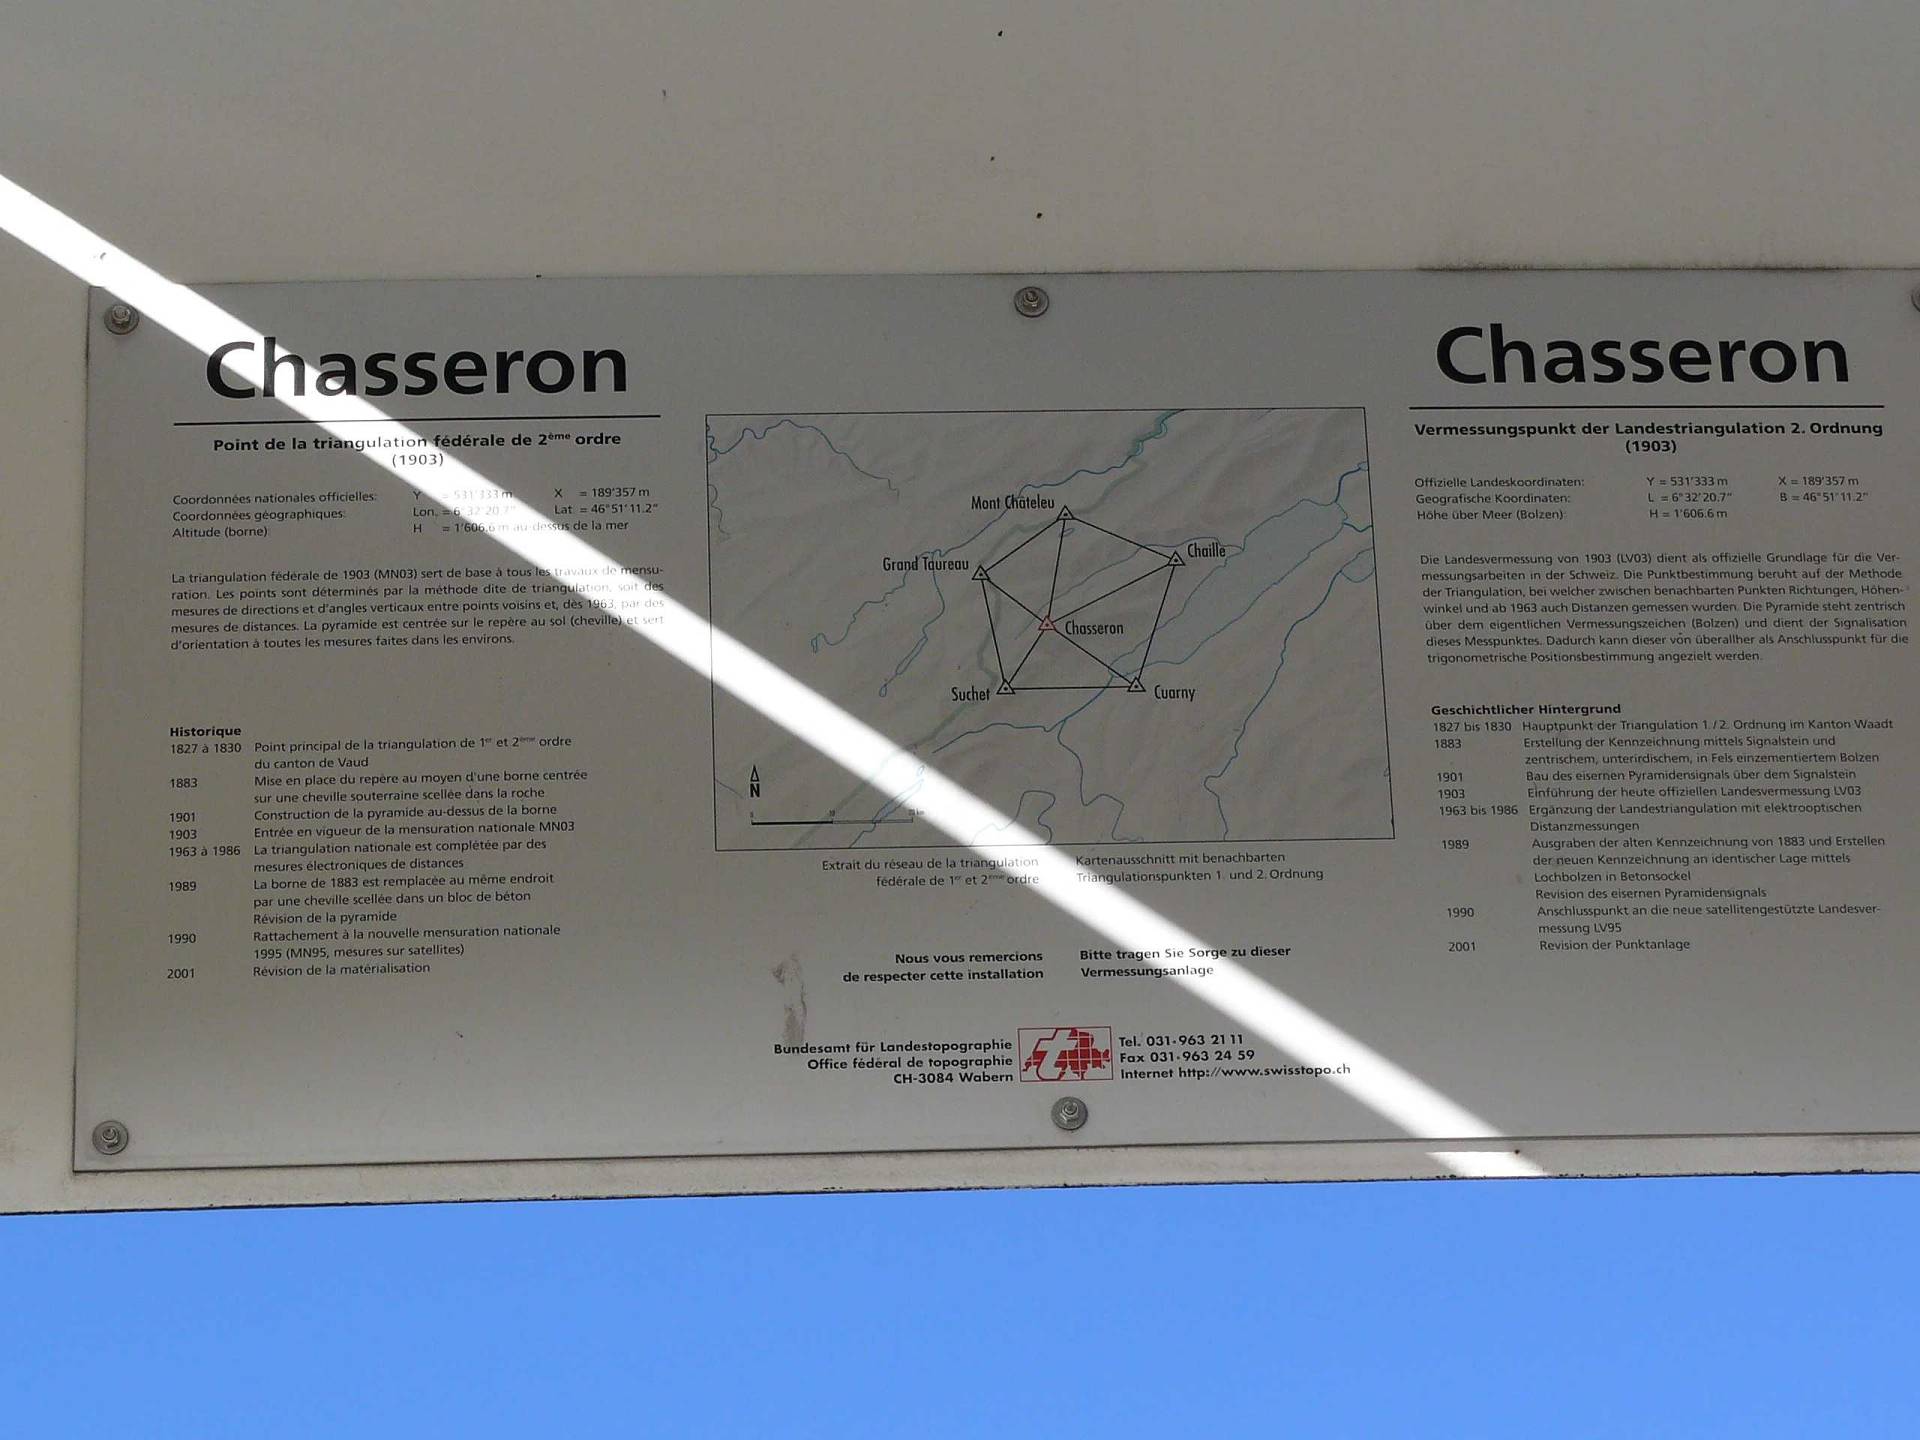 Chasseron
Point de la triangulation fédérale de 2ème ordre
(1903)
Coordonnées nationales officielles: Y = 531'333 m X = 189'357 m
Coordonnées géographiques: Lon. = 6°32'20.7" Lat = 46°51'11.2"
Altitude (borne): H = 1'606.6 m au-dessus de la mer
La triangulation fédérale de 1903 (MN03) sert de base à tous les travaux de mensu-
ration. Les points sont déterminés par la méthode dite de triangulation, soit des
mesures de directions et d'angles verticaux entre points voisins et, dès 1963, par des
mesures de distances. La pyramide est centrée sur le repère au sol (cheville) et sert
d'orientation à toutes les mesures faites dans les environs.
Historique
1827 à 1830 Point principal de la triangulation de 1er et 2ème ordre
du canton de Vaud
1883 Mise en place du repère au moyen d'une borne centrée
sur une cheville souterraine scellée dans la roche
1901 Construction de la pyramide au-dessus de la borne
1903 Entrée en vigueur de la mensuration nationale MN03
1963 à 1986 La triangulation nationale est complétée par des
mesures électroniques de distances
1989 La borne de 1883 est remplacée au même endroit
par une cheville scellée dans un bloc de béton
Révision de la pyramide
1990 Rattachement à la nouvelle mensuration nationale
1995 (MN95, mesures sur satellites)
2001 Révision de la matérialisation
Mont Châteleu
Chaille
Grand Taureau
Chasseron
Suchet
Cuarny
N
0 10 20 km
Extrait du réseau de la triangulation
fédérale de 1er et 2ème ordre
Kartenausschnitt mit benachbarten
Triangulationspunkten 1. und 2. Ordnung
Nous vous remercions
de respecter cette installation
Bitte tragen Sie Sorge zu dieser
Vermessungsanlage
Bundesamt für Landestopographie
Office fédéral de topographie
CH-3084 Wabern
t
Tel. 031-963 21 11
Fax 031-963 24 59
Internet http://www.swisstopo.ch
Chasseron
Vermessungspunkt der Landestriangulation 2. Ordnung
(1903)
Offizielle Landeskoordinaten: Y = 531'333 m X = 189'357 m
Geografische Koordinaten: L = 6°32'20.7" B = 46°51'11.2"
Höhe über Meer (Bolzen): H = 1'606.6 m
Die Landesvermessung von 1903 (LV03) dient als offizielle Grundlage für die Ver-
messungsarbeiten in der Schweiz. Die Punktbestimmung beruht auf der Methode
der Triangulation, bei welcher zwischen benachbarten Punkten Richtungen, Höhen-
winkel und ab 1963 auch Distanzen gemessen wurden. Die Pyramide steht zentrisch
über dem eigentlichen Vermessungszeichen (Bolzen) und dient der Signalisation
dieses Messpunktes. Dadurch kann dieser von überallher als Anschlusspunkt für die
trigonometrische Positionsbestimmung angezielt werden.
Geschichtlicher Hintergrund
1827 bis 1830 Hauptpunkt der Triangulation 1./2. Ordnung im Kanton Waadt
1883 Erstellung der Kennzeichnung mittels Signalstein und
zentrischem, unterirdischem, in Fels einzementiertem Bolzen
1901 Bau des eisernen Pyramidensignals über dem Signalstein
1903 Einführung der heute offiziellen Landesvermessung LV03
1963 bis 1986 Ergänzung der Landestriangulation mit elektrooptischen
Distanzmessungen
1989 Ausgraben der alten Kennzeichnung von 1883 und Erstellen
der neuen Kennzeichnung an identischer Lage mittels
Lochbolzen in Betonsockel
Revision des eisernen Pyramidensignals
1990 Anschlusspunkt an die neue satellitengestützte Landesver-
messung LV95
2001 Revision der Punktanlage